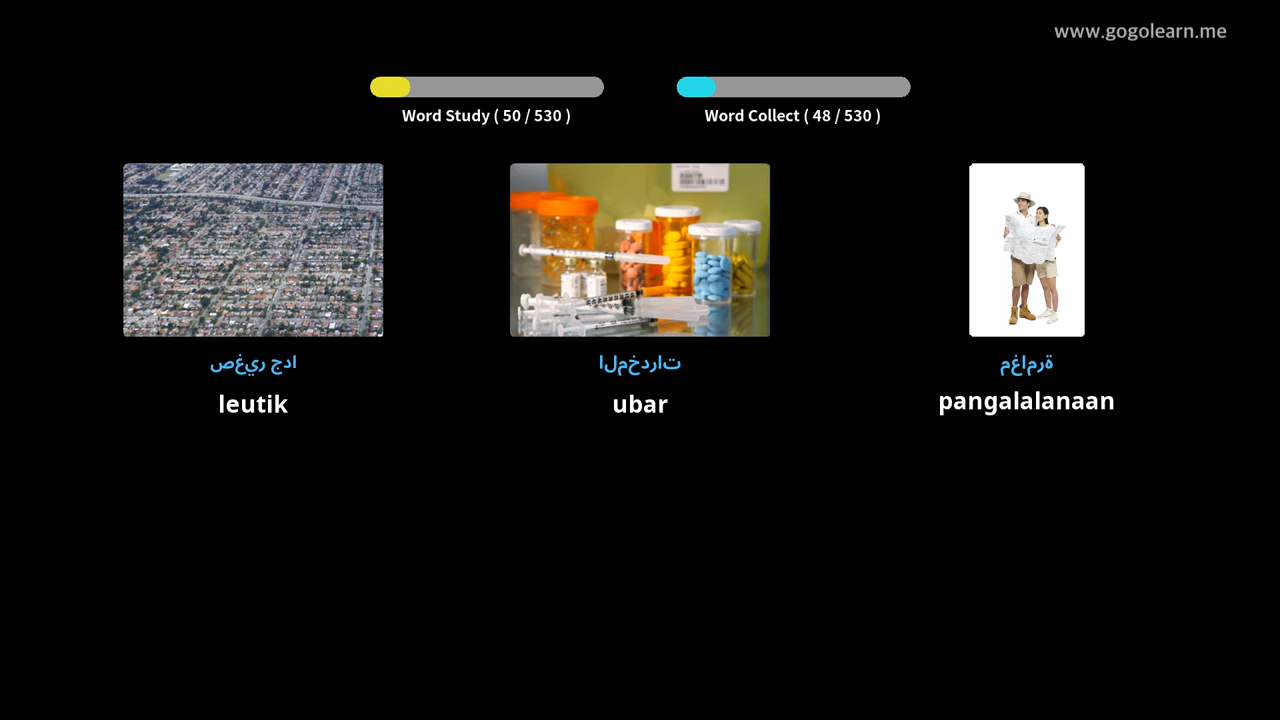 www.gogolearn.me
Word Study ( 50 / 530 )
Word Collect ( 48 / 530 )
صغير جدا
المخدرات
مغامرة
leutik
ubar
pangalalanaan